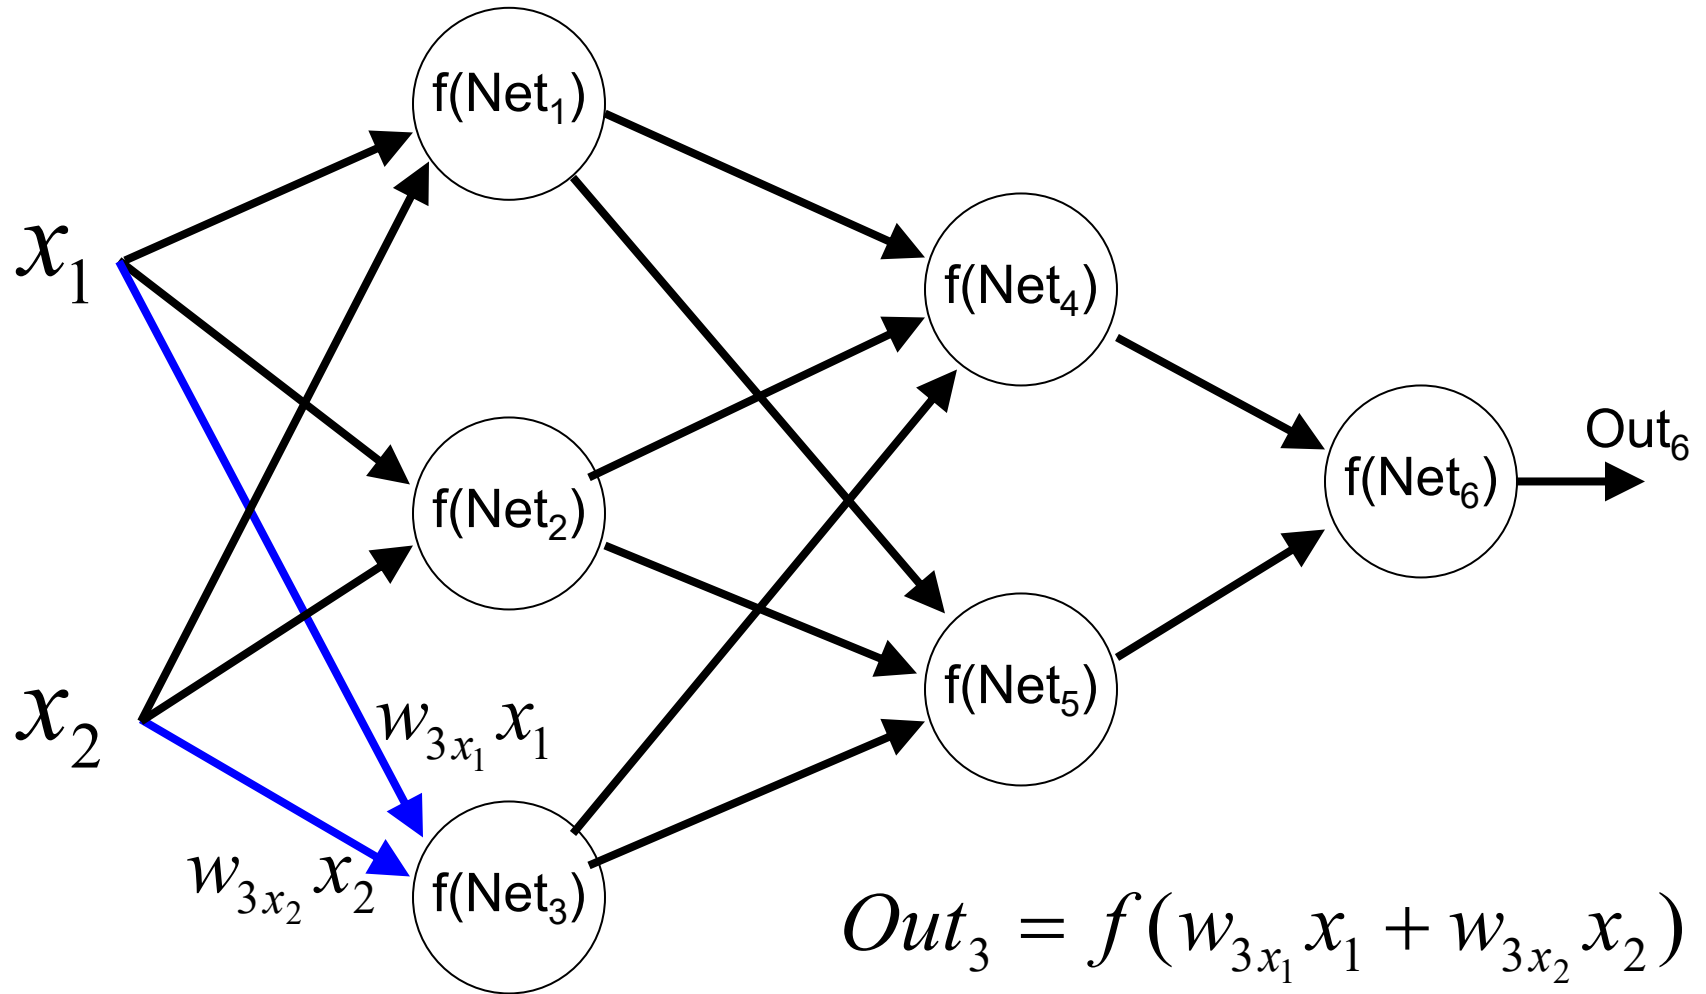 f(Net₁)
x₁
f(Net₄)
Out₆
f(Net₆)
f(Net₂)
x₂
w₃ₓ₁ x₁
f(Net₅)
w₃ₓ₂ x₂
f(Net₃)
Out₃ = f(w₃ₓ₁ x₁ + w₃ₓ₂ x₂)